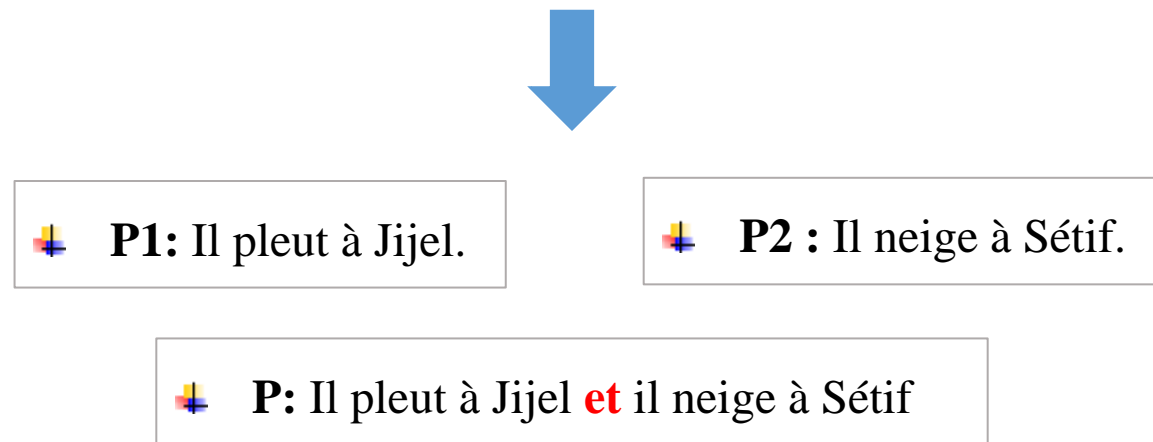 P1: Il pleut à Jijel.
P2 : Il neige à Sétif.
P: Il pleut à Jijel et il neige à Sétif